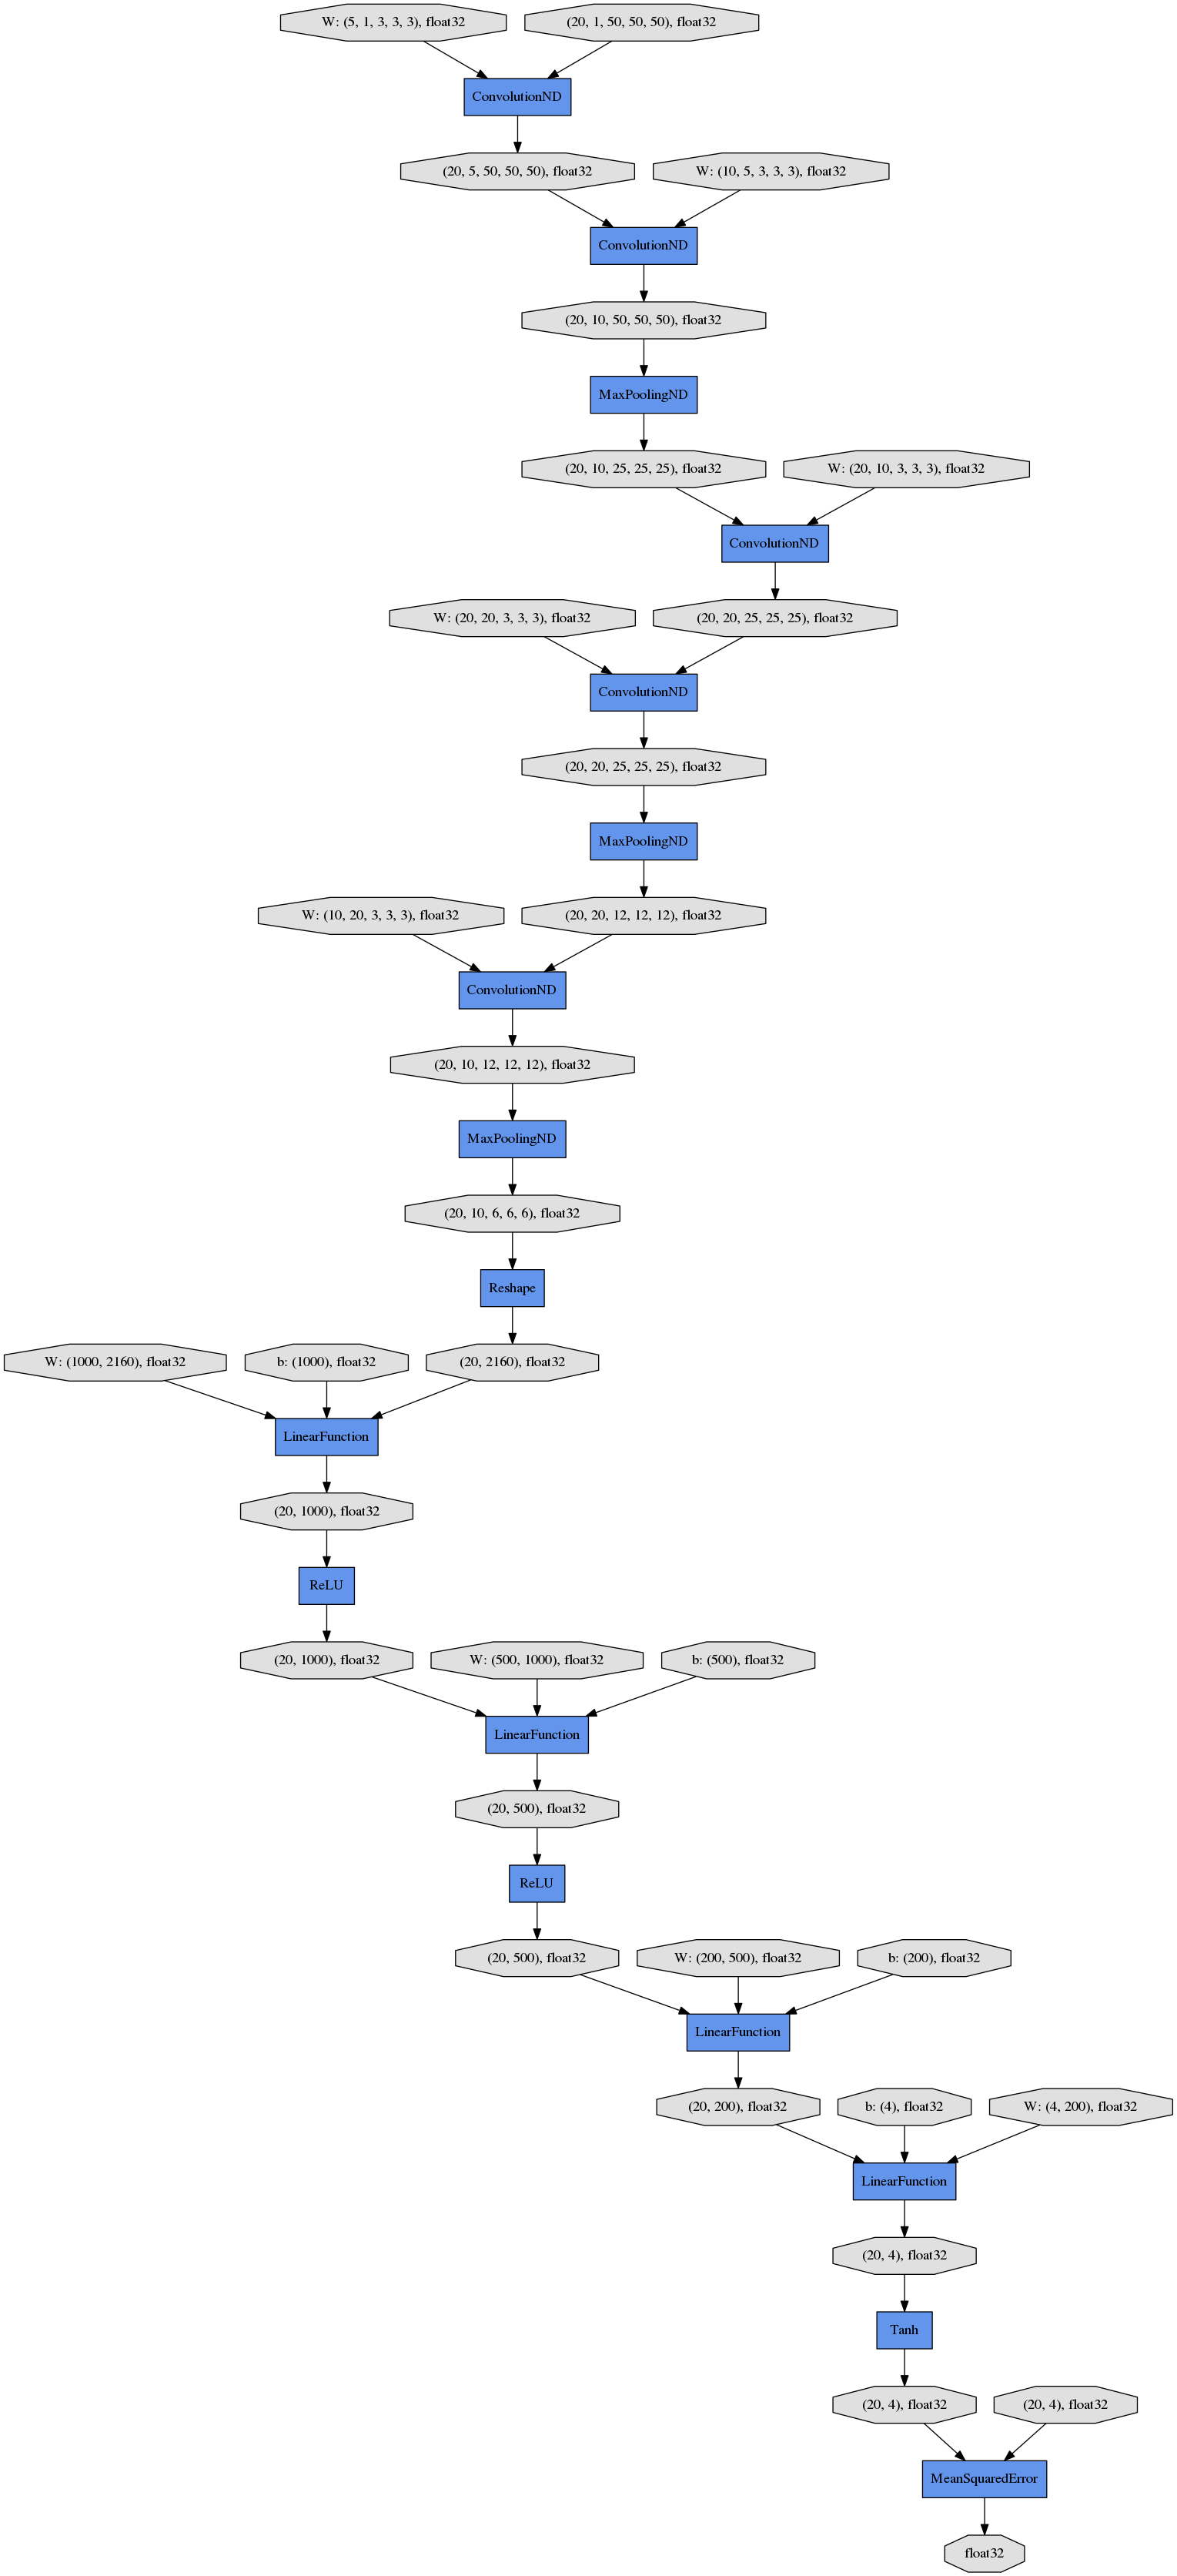 W: (5, 1, 3, 3, 3), float32
(20, 1, 50, 50, 50), float32
ConvolutionND
(20, 5, 50, 50, 50), float32
W: (10, 5, 3, 3, 3), float32
ConvolutionND
(20, 10, 50, 50, 50), float32
MaxPoolingND
(20, 10, 25, 25, 25), float32
W: (20, 10, 3, 3, 3), float32
ConvolutionND
W: (20, 20, 3, 3, 3), float32
(20, 20, 25, 25, 25), float32
ConvolutionND
(20, 20, 25, 25, 25), float32
MaxPoolingND
W: (10, 20, 3, 3, 3), float32
(20, 20, 12, 12, 12), float32
ConvolutionND
(20, 10, 12, 12, 12), float32
MaxPoolingND
(20, 10, 6, 6, 6), float32
Reshape
W: (1000, 2160), float32
b: (1000), float32
(20, 2160), float32
LinearFunction
(20, 1000), float32
ReLU
(20, 1000), float32
W: (500, 1000), float32
b: (500), float32
LinearFunction
(20, 500), float32
ReLU
(20, 500), float32
W: (200, 500), float32
b: (200), float32
LinearFunction
(20, 200), float32
b: (4), float32
W: (4, 200), float32
LinearFunction
(20, 4), float32
Tanh
(20, 4), float32
(20, 4), float32
MeanSquaredError
float32